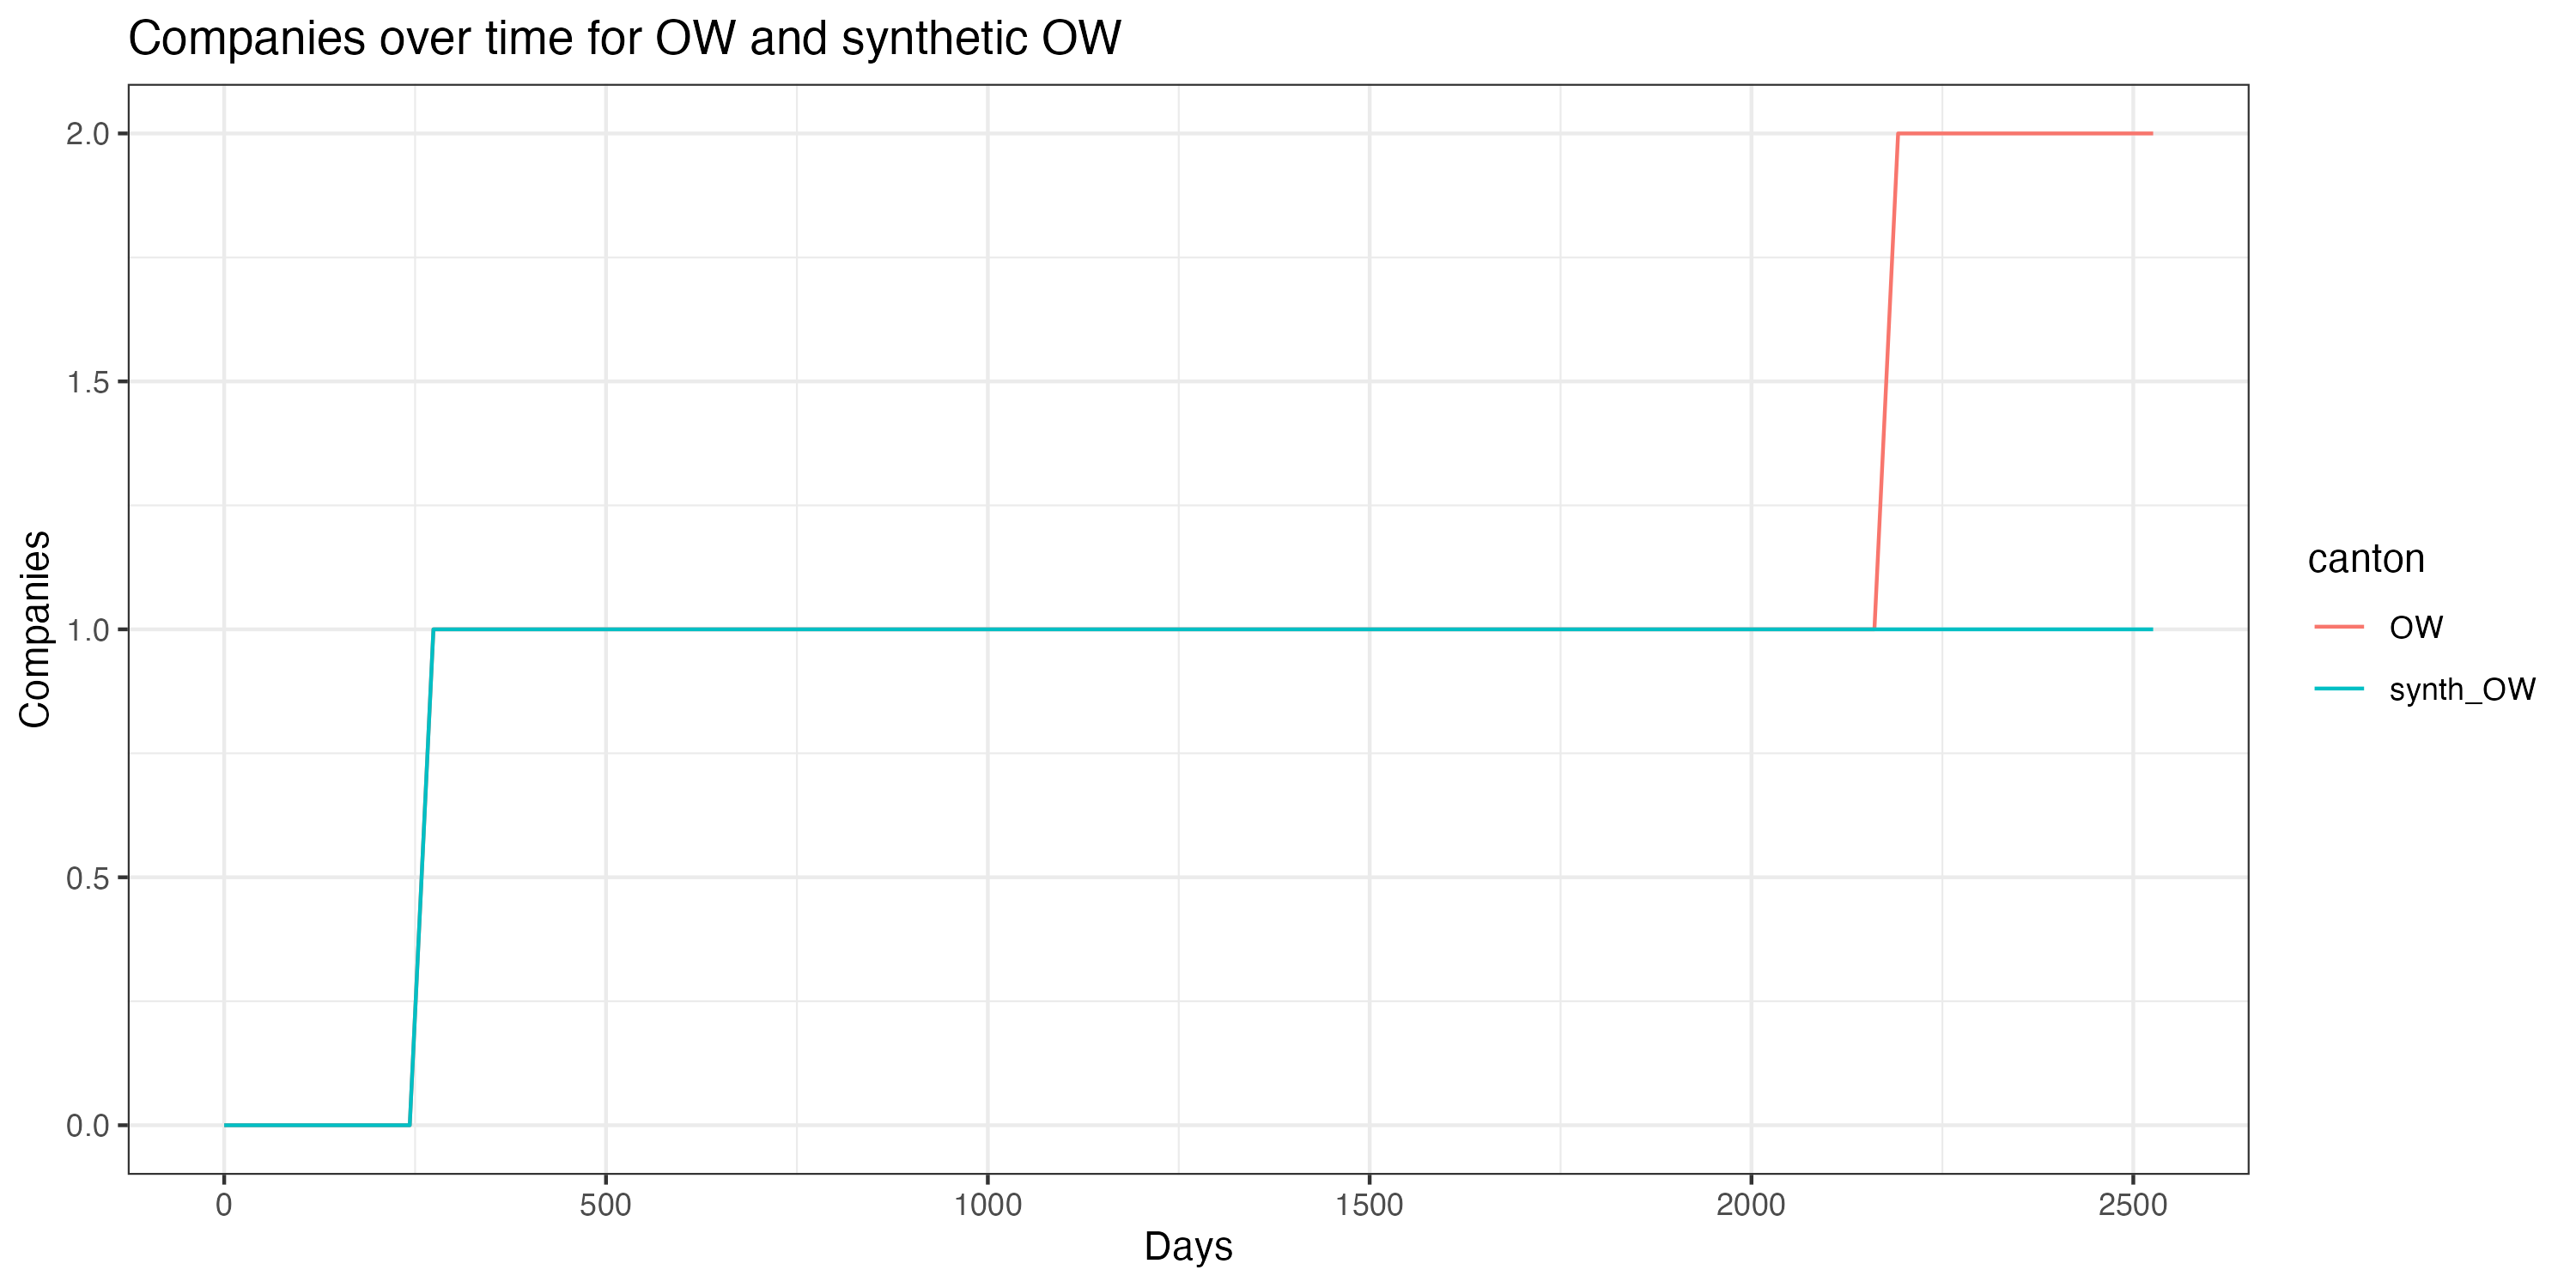 Companies over time for OW and synthetic OW
Companies
2.0
1.5
1.0
0.5
0.0
0 500 1000 1500 2000 2500
Days
canton
OW
synth_OW